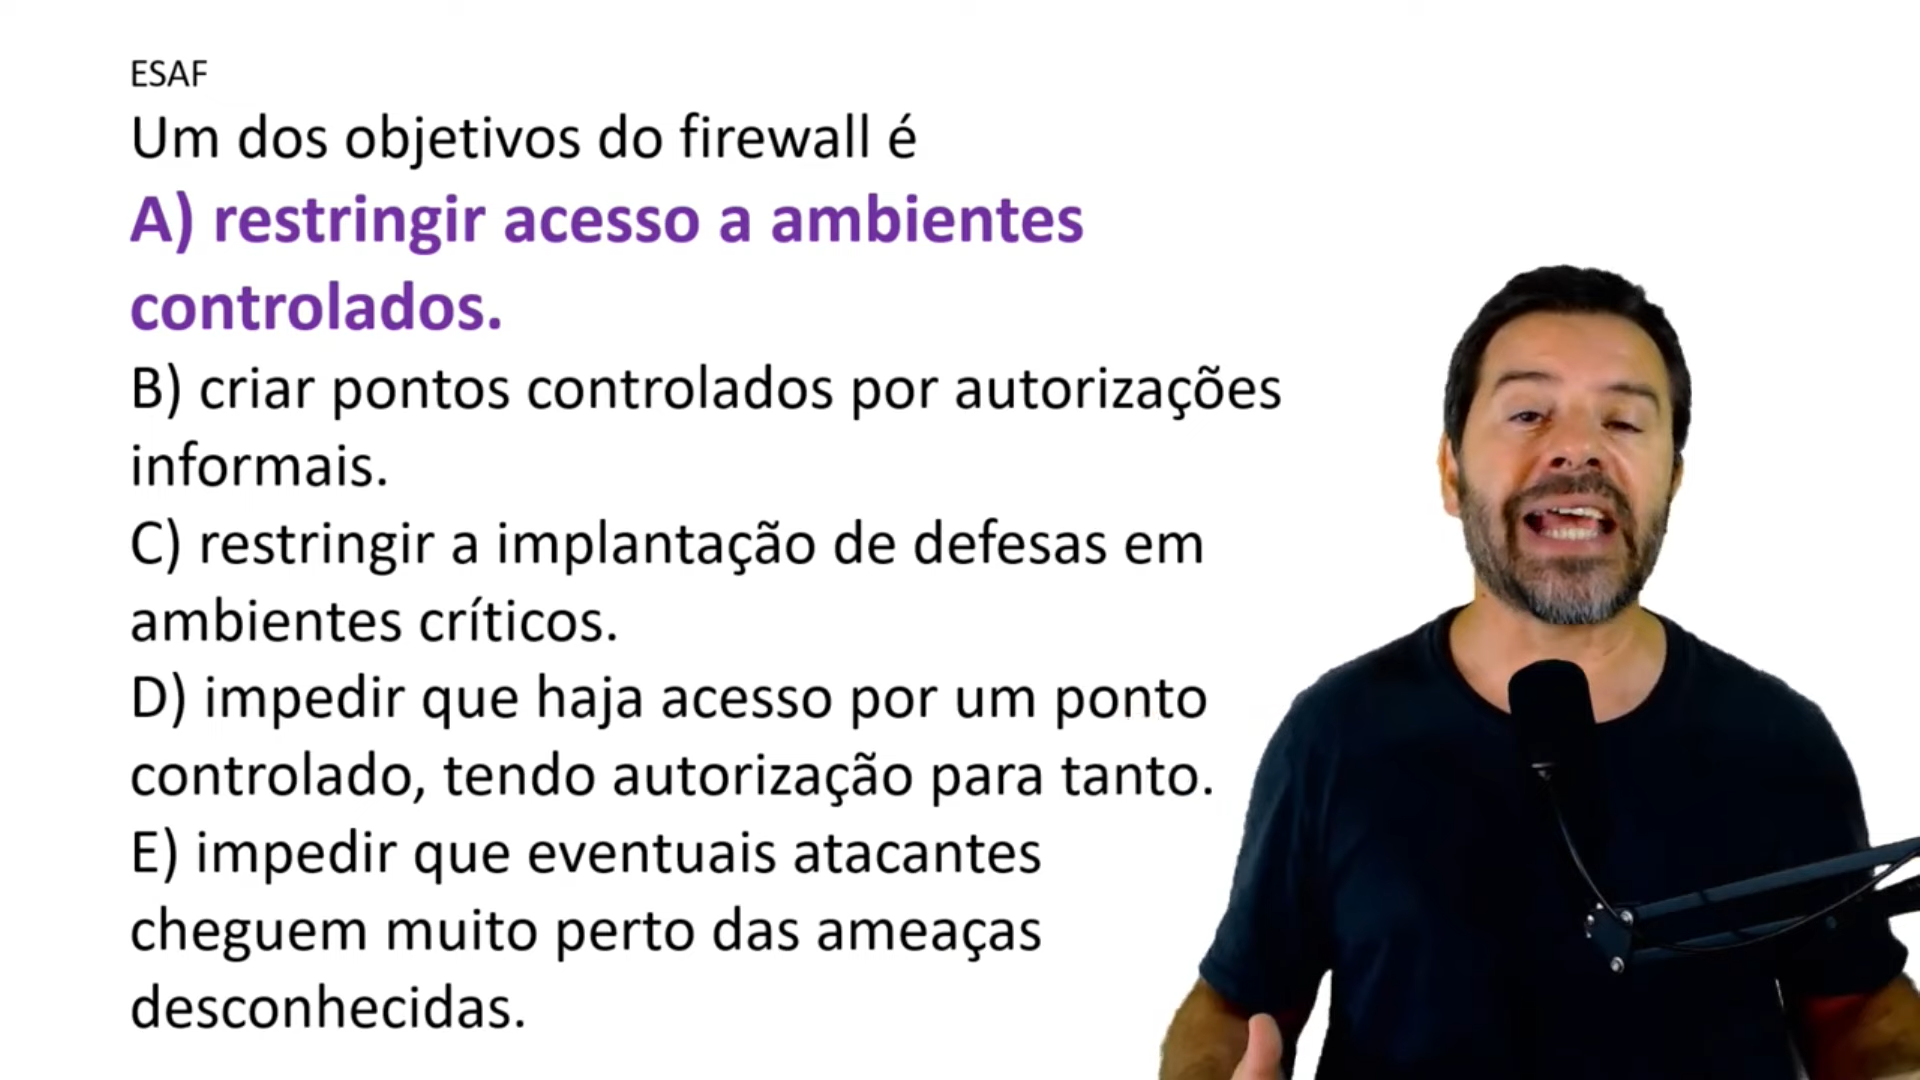 ESAF
Um dos objetivos do firewall é
A) restringir acesso a ambientes
controlados.
B) criar pontos controlados por autorizações
informais.
C) restringir a implantação de defesas em
ambientes críticos.
D) impedir que haja acesso por um ponto
controlado, tendo autorização para tanto.
E) impedir que eventuais atacantes
cheguem muito perto das ameaças
desconhecidas.